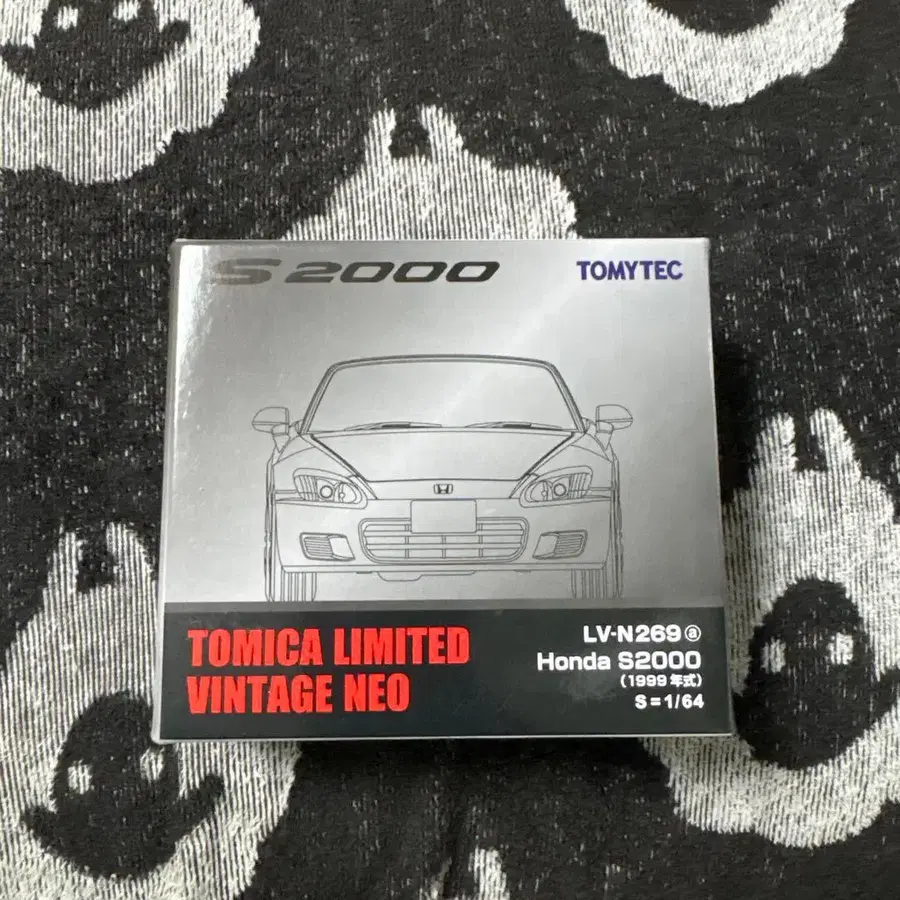 S2000
TOMYTEC
TOMICA LIMITED
VINTAGE NEO
LV-N269ⓐ
Honda S2000
(1999年式)
S=1/64